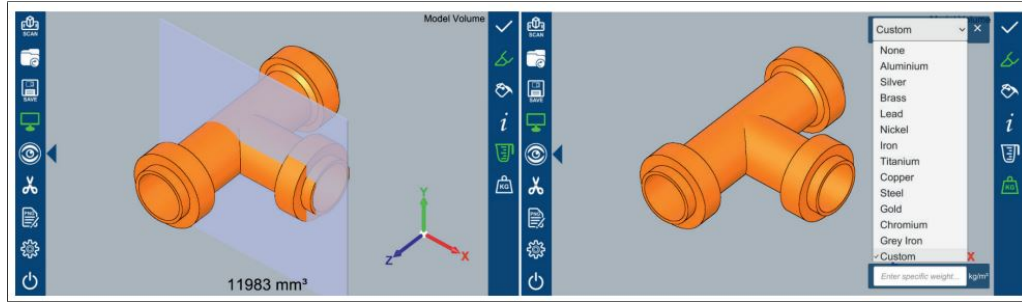 SCAN
SAVE
i
KG
Model Volume
Y
Z
X
11983 mm³
SCAN
SAVE
i
KG
Custom
×
None
Aluminium
Silver
Brass
Lead
Nickel
Iron
Titanium
Copper
Steel
Gold
Chromium
Grey Iron
✓Custom
X
Enter specific weight...
kg/m³